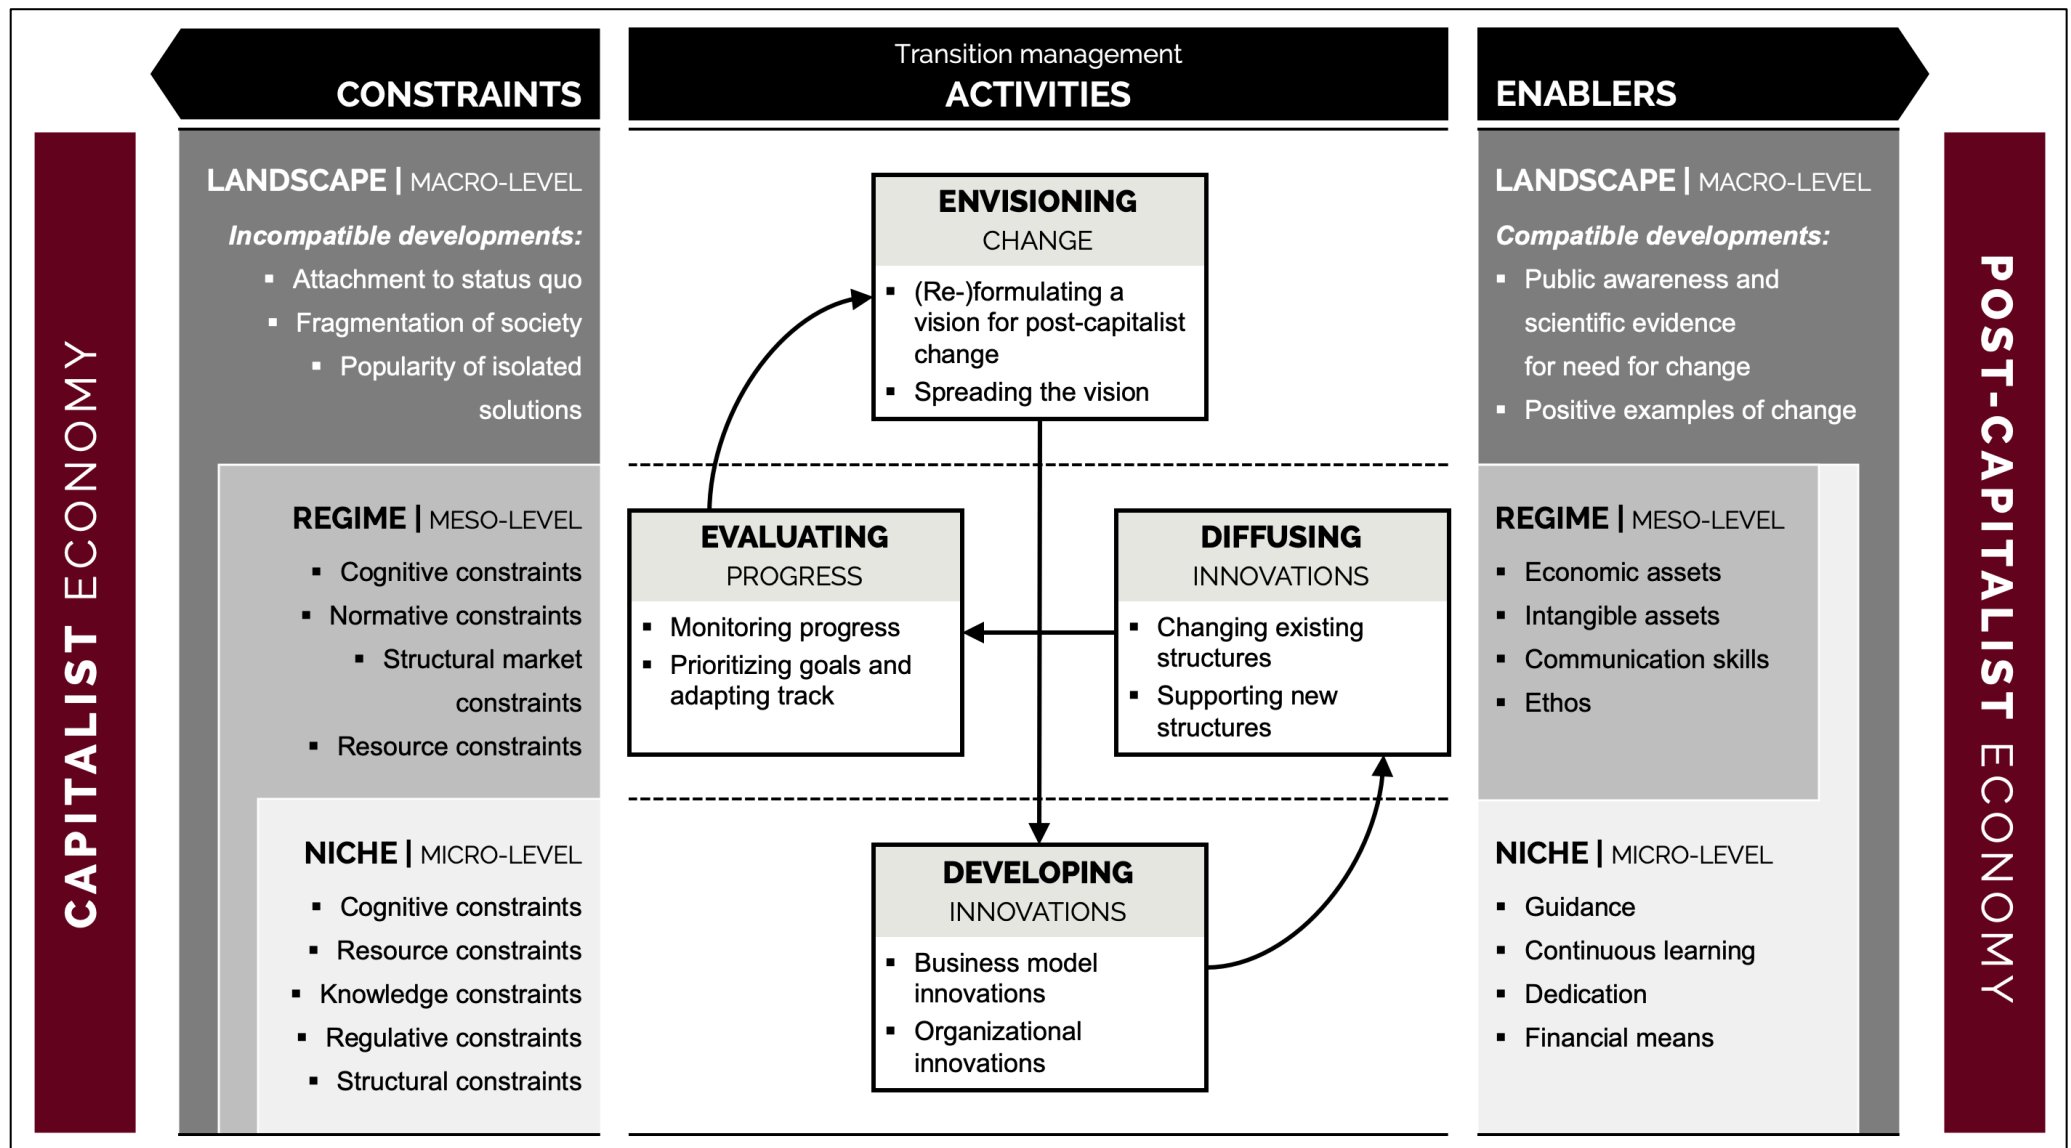 CAPITALIST ECONOMY
CONSTRAINTS
LANDSCAPE | MACRO-LEVEL
Incompatible developments:
▪ Attachment to status quo
▪ Fragmentation of society
▪ Popularity of isolated
solutions
REGIME | MESO-LEVEL
▪ Cognitive constraints
▪ Normative constraints
▪ Structural market
constraints
▪ Resource constraints
NICHE | MICRO-LEVEL
▪ Cognitive constraints
▪ Resource constraints
▪ Knowledge constraints
▪ Regulative constraints
▪ Structural constraints
Transition management
ACTIVITIES
ENVISIONING
CHANGE
▪ (Re-)formulating a
vision for post-capitalist
change
▪ Spreading the vision
EVALUATING
PROGRESS
▪ Monitoring progress
▪ Prioritizing goals and
adapting track
DIFFUSING
INNOVATIONS
▪ Changing existing
structures
▪ Supporting new
structures
DEVELOPING
INNOVATIONS
▪ Business model
innovations
▪ Organizational
innovations
ENABLERS
LANDSCAPE | MACRO-LEVEL
Compatible developments:
▪ Public awareness and
scientific evidence
for need for change
▪ Positive examples of change
REGIME | MESO-LEVEL
▪ Economic assets
▪ Intangible assets
▪ Communication skills
▪ Ethos
NICHE | MICRO-LEVEL
▪ Guidance
▪ Continuous learning
▪ Dedication
▪ Financial means
POST-CAPITALIST ECONOMY